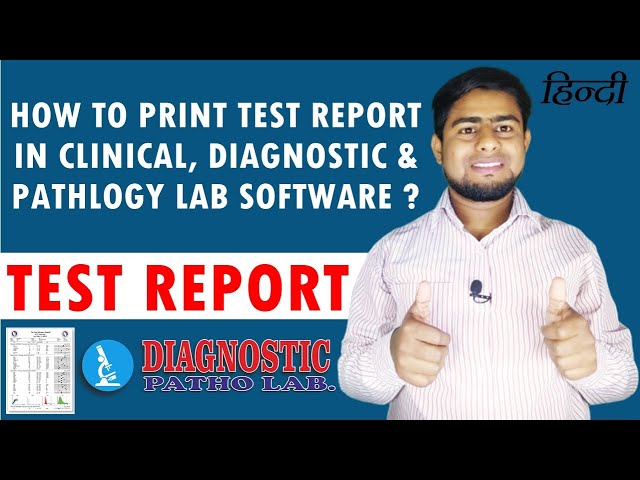 HOW TO PRINT TEST REPORT
IN CLINICAL, DIAGNOSTIC &
PATHLOGY LAB SOFTWARE ?
हिन्दी
TEST REPORT
DIAGNOSTIC
PATHO LAB.